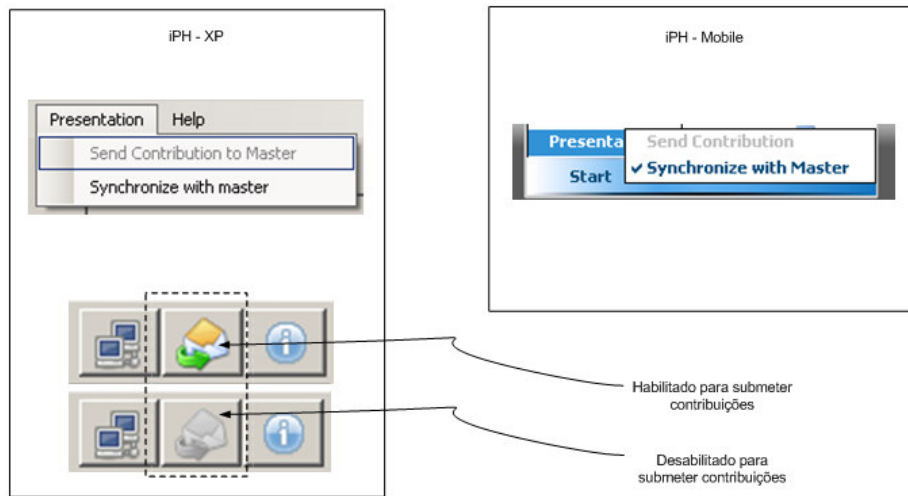 iPH - XP
Presentation Help
Send Contribution to Master
Synchronize with master
iPH - Mobile
Presenta
Send Contribution
✓ Synchronize with Master
Start
Habilitado para submeter
contribuições
Desabilitado para
submeter contribuições